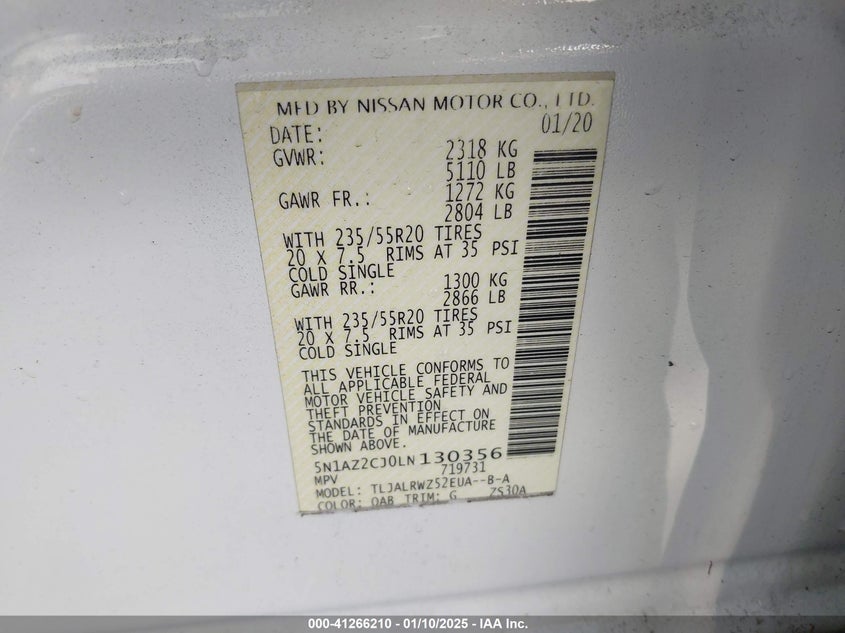 MFD BY NISSAN MOTOR CO., LTD.
DATE: 01/20
GVWR: 2318 KG
5110 LB
GAWR FR.: 1272 KG
2804 LB
WITH 235/55R20 TIRES
20 X 7.5 RIMS AT 35 PSI
COLD SINGLE
GAWR RR.: 1300 KG
2866 LB
WITH 235/55R20 TIRES
20 X 7.5 RIMS AT 35 PSI
COLD SINGLE
THIS VEHICLE CONFORMS TO
ALL APPLICABLE FEDERAL
MOTOR VEHICLE SAFETY AND
THEFT PREVENTION
STANDARDS IN EFFECT ON
THE DATE OF MANUFACTURE
SHOWN ABOVE.
5N1AZ2CJ0LN130356
MPV 719731
MODEL: TLJALRWZ52EUA--B-A
COLOR: QAB TRIM: G ZS30A
000-41266210 - 01/10/2025 - IAA Inc.